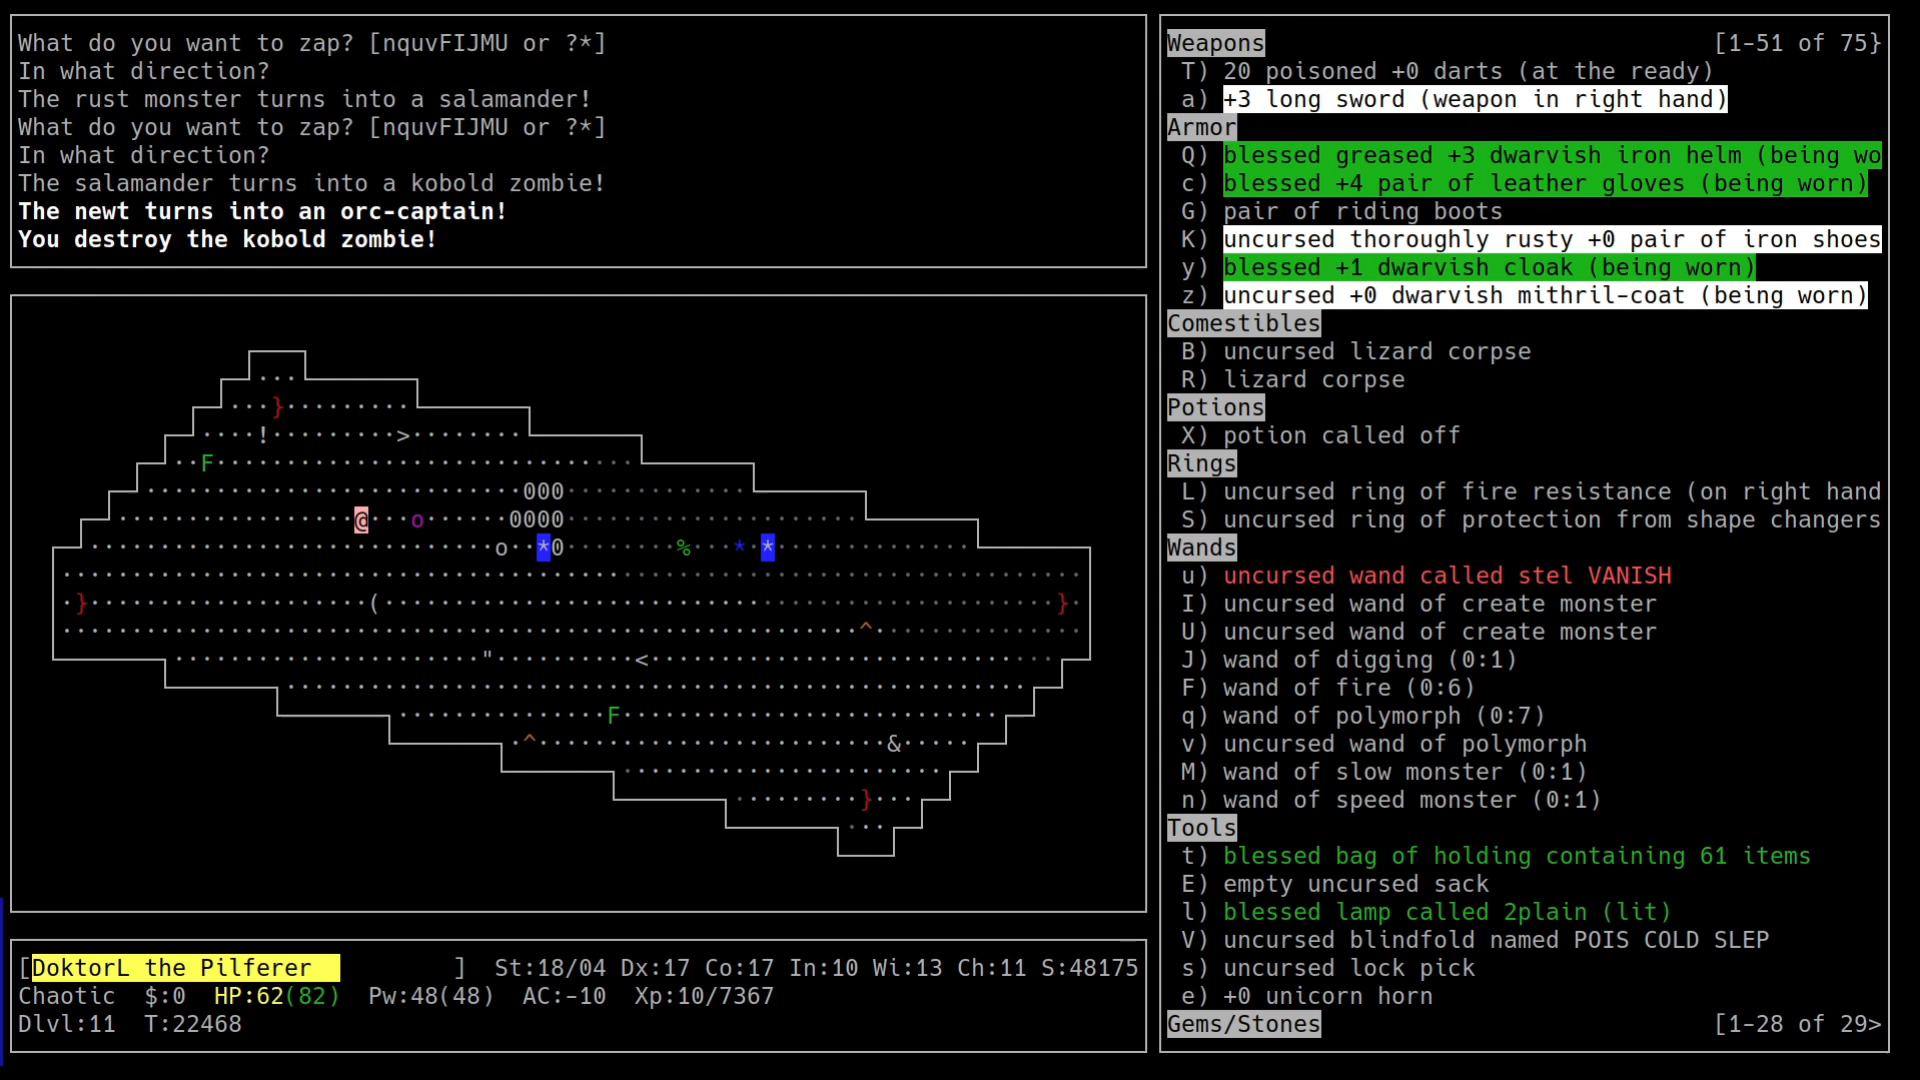 What do you want to zap? [nquvFIJMU or ?*]
In what direction?
The rust monster turns into a salamander!
What do you want to zap? [nquvFIJMU or ?*]
In what direction?
The salamander turns into a kobold zombie!
The newt turns into an orc-captain!
You destroy the kobold zombie!
···
···}·········
····!·········>········
··F······························
···························000·············
·················@···o······0000·····················
·····························o··*0········%···*·*··············
·········································································
·}····················(················································}·
·························································^···············
······················"··········<·····························
·····················································
···············F···························
·^·························&·····
·······················
·········}···
···
[DoktorL the Pilferer ] St:18/04 Dx:17 Co:17 In:10 Wi:13 Ch:11 S:48175
Chaotic $:0 HP:62(82) Pw:48(48) AC:-10 Xp:10/7367
Dlvl:11 T:22468
Weapons [1-51 of 75}
T) 20 poisoned +0 darts (at the ready)
a) +3 long sword (weapon in right hand)
Armor
Q) blessed greased +3 dwarvish iron helm (being wo
c) blessed +4 pair of leather gloves (being worn)
G) pair of riding boots
K) uncursed thoroughly rusty +0 pair of iron shoes
y) blessed +1 dwarvish cloak (being worn)
z) uncursed +0 dwarvish mithril-coat (being worn)
Comestibles
B) uncursed lizard corpse
R) lizard corpse
Potions
X) potion called off
Rings
L) uncursed ring of fire resistance (on right hand
S) uncursed ring of protection from shape changers
Wands
u) uncursed wand called stel VANISH
I) uncursed wand of create monster
U) uncursed wand of create monster
J) wand of digging (0:1)
F) wand of fire (0:6)
q) wand of polymorph (0:7)
v) uncursed wand of polymorph
M) wand of slow monster (0:1)
n) wand of speed monster (0:1)
Tools
t) blessed bag of holding containing 61 items
E) empty uncursed sack
l) blessed lamp called 2plain (lit)
V) uncursed blindfold named POIS COLD SLEP
s) uncursed lock pick
e) +0 unicorn horn
Gems/Stones [1-28 of 29>